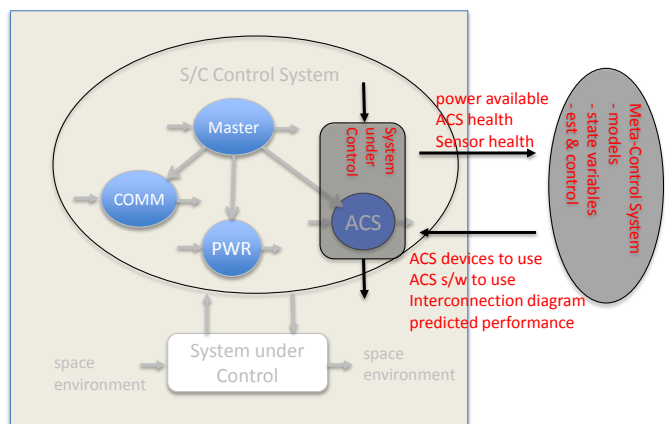 S/C Control System
Master
COMM
PWR
System
under
Control
ACS
power available
ACS health
Sensor health
Meta-Control System
- models
- state variables
- est & control
ACS devices to use
ACS s/w to use
Interconnection diagram
predicted performance
space
environment
System under
Control
space
environment